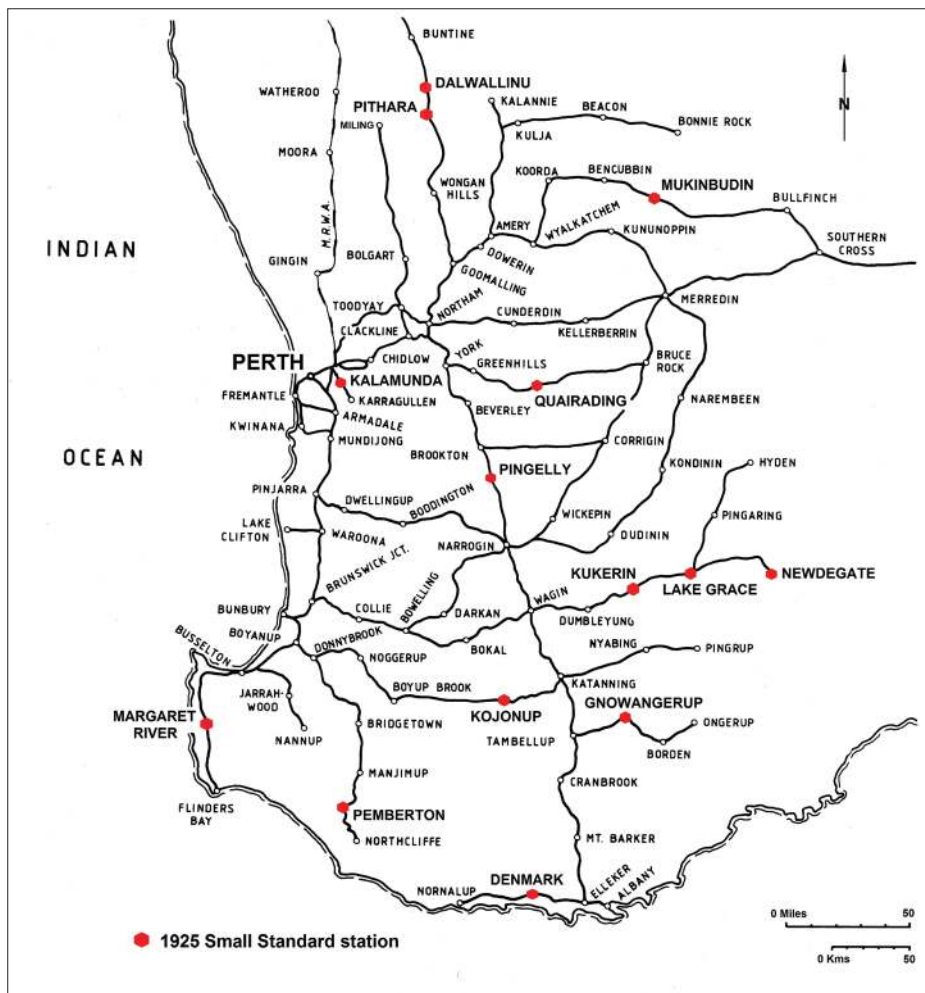 BUNTINE
DALWALLINU
WATHEROO
PITHARA
KALANNIE
BEACON
N
MILING
KULJA
BONNIE ROCK
MOORA
KOORDA
BENCUBBIN
MUKINBUDIN
WONGAN
HILLS
BULLFINCH
M.R.W.A.
AMERY
WYALKATCHEM
KUNUNOPPIN
SOUTHERN
CROSS
INDIAN
BOLGART
DOWERIN
GINGIN
GOOMALLING
MERREDIN
TOODYAY
NORTHAM
CUNDERDIN
KELLERBERRIN
CLACKLINE
YORK
PERTH
CHIDLOW
GREENHILLS
BRUCE
ROCK
KALAMUNDA
QUAIRADING
NAREMBEEN
FREMANTLE
KARRAGULLEN
BEVERLEY
ARMADALE
KWINANA
MUNDIJONG
BROOKTON
CORRIGIN
OCEAN
PINGELLY
KONDININ
HYDEN
PINJARRA
DWELLINGUP
BODDINGTON
WICKEPIN
PINGARING
LAKE
CLIFTON
WAROONA
NARROGIN
DUDININ
BRUNSWICK JCT.
KUKERIN
LAKE GRACE
NEWDEGATE
BUNBURY
COLLIE
BOWELLING
DARKAN
WAGIN
DUMBLEYUNG
BOYANUP
DONNYBROOK
BOKAL
NYABING
PINGRUP
BUSSELTON
NOGGERUP
KATANNING
JARRAH-
WOOD
BOYUP BROOK
KOJONUP
GNOWANGERUP
MARGARET
RIVER
NANNUP
BRIDGETOWN
TAMBELLUP
ONGERUP
BORDEN
MANJIMUP
CRANBROOK
FLINDERS
BAY
PEMBERTON
NORTHCLIFFE
MT. BARKER
DENMARK
NORNALUP
ELLEKER
ALBANY
0 Miles 50
1925 Small Standard station
0 Kms 50